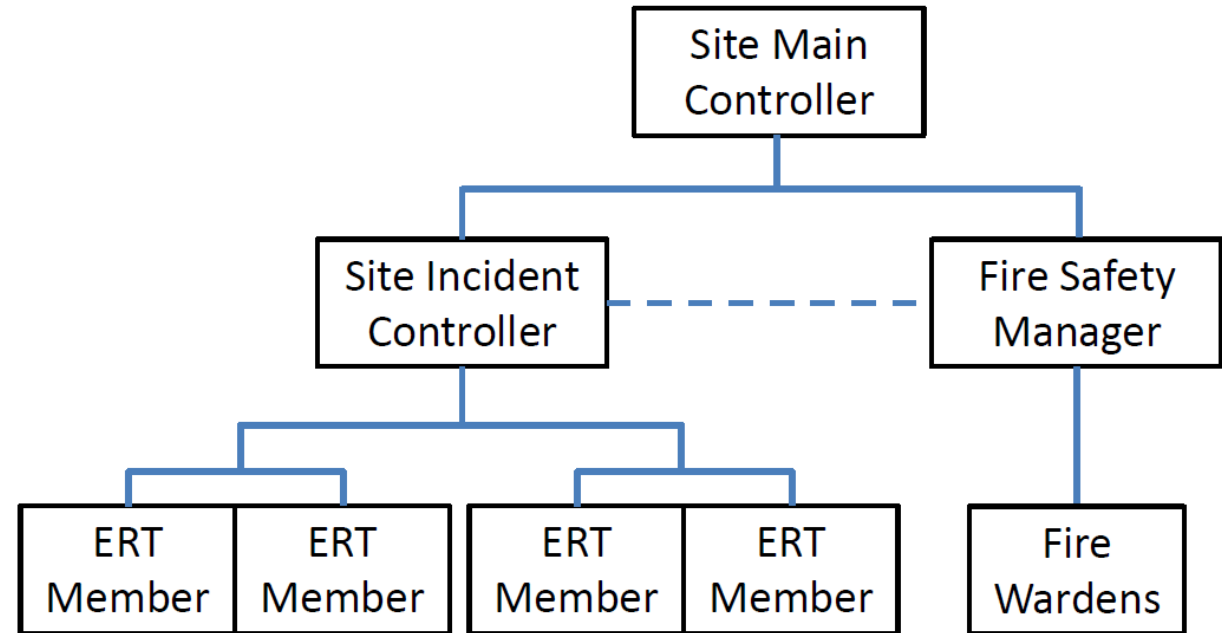 Site Main
Controller
Site Incident
Controller
Fire Safety
Manager
ERT
Member
ERT
Member
ERT
Member
ERT
Member
Fire
Wardens